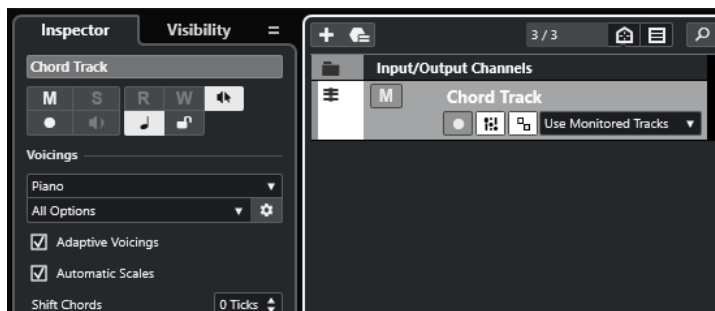 Inspector Visibility
Chord Track
M S R W
Voicings
Piano
All Options
Adaptive Voicings
Automatic Scales
Shift Chords 0 Ticks
3 / 3
Input/Output Channels
M Chord Track
Use Monitored Tracks